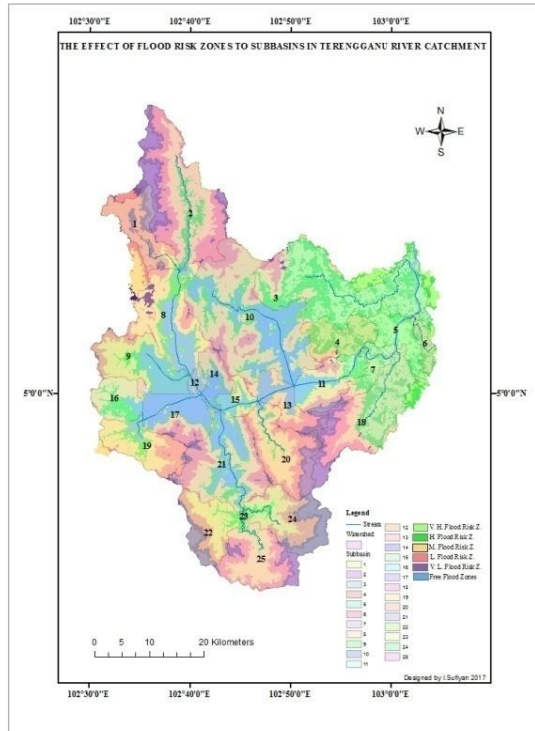 102°30'0"E 102°40'0"E 102°50'0"E 103°0'0"E
THE EFFECT OF FLOOD RISK ZONES TO SUBBASINS IN TERENGGANU RIVER CATCHMENT
N
W E
S
1
2
3
8
10
4
5
6
9
14
7
12
11
5°0'0"N 5°0'0"N
16
15
13
17
18
19
20
21
23
24
22
25
Legend
Stream
Watershed
Subbasin
1
2
3
4
5
6
7
8
9
10
11
12
13
14
15
16
17
18
19
20
21
22
23
24
25
V. H. Flood Risk Z.
H. Flood Risk Z.
M. Flood Risk Z.
L. Flood Risk Z.
V. L. Flood Risk Z.
Free Flood Zones
0 5 10 20 Kilometers
Designed by I.Sufiyan 2017
102°30'0"E 102°40'0"E 102°50'0"E 103°0'0"E